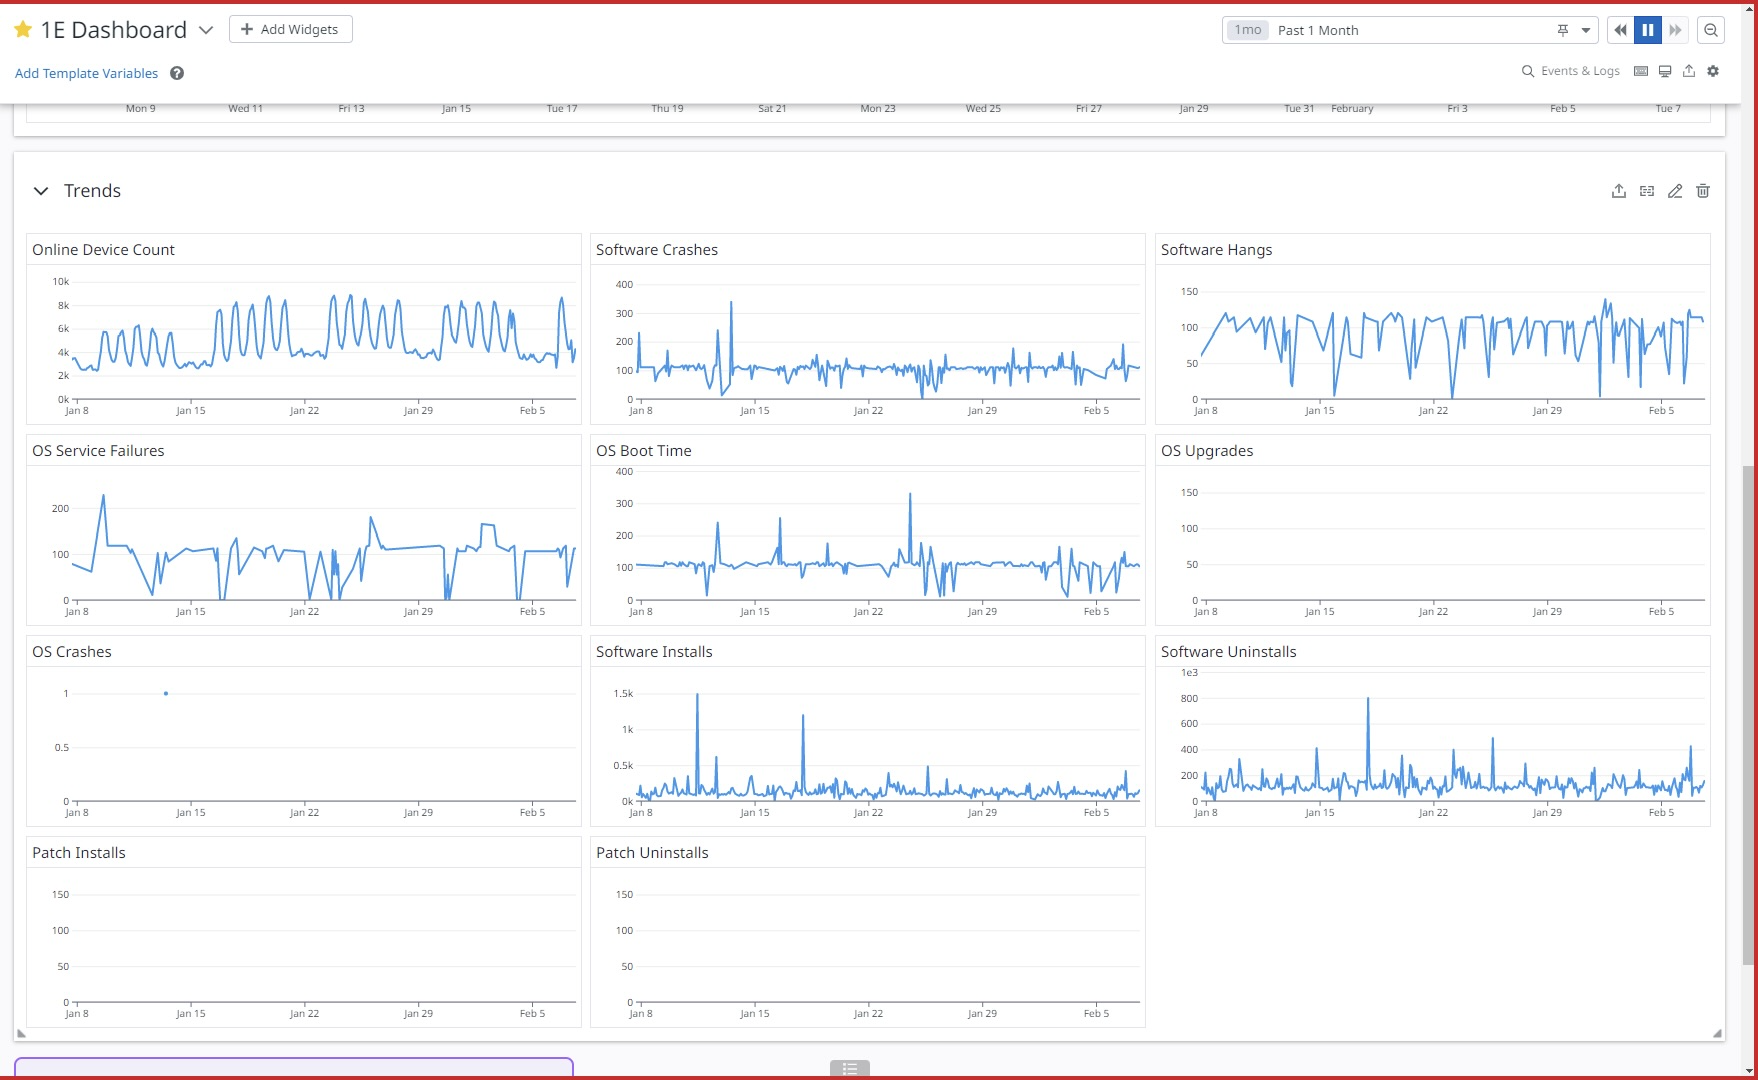 1E Dashboard
Add Widgets
1mo Past 1 Month
Add Template Variables
Events & Logs
Mon 9 Wed 11 Fri 13 Jan 15 Tue 17 Thu 19 Sat 21 Mon 23 Wed 25 Fri 27 Jan 29 Tue 31 February Fri 3 Feb 5 Tue 7
Trends
Online Device Count
10k
8k
6k
4k
2k
0k
Jan 8 Jan 15 Jan 22 Jan 29 Feb 5
Software Crashes
400
300
200
100
0
Jan 8 Jan 15 Jan 22 Jan 29 Feb 5
Software Hangs
150
100
50
0
Jan 8 Jan 15 Jan 22 Jan 29 Feb 5
OS Service Failures
200
100
0
Jan 8 Jan 15 Jan 22 Jan 29 Feb 5
OS Boot Time
400
300
200
100
0
Jan 8 Jan 15 Jan 22 Jan 29 Feb 5
OS Upgrades
150
100
50
0
Jan 8 Jan 15 Jan 22 Jan 29 Feb 5
OS Crashes
1
0.5
0
Jan 8 Jan 15 Jan 22 Jan 29 Feb 5
Software Installs
1.5k
1k
0.5k
0k
Jan 8 Jan 15 Jan 22 Jan 29 Feb 5
Software Uninstalls
1e3
800
600
400
200
0
Jan 8 Jan 15 Jan 22 Jan 29 Feb 5
Patch Installs
150
100
50
0
Jan 8 Jan 15 Jan 22 Jan 29 Feb 5
Patch Uninstalls
150
100
50
0
Jan 8 Jan 15 Jan 22 Jan 29 Feb 5